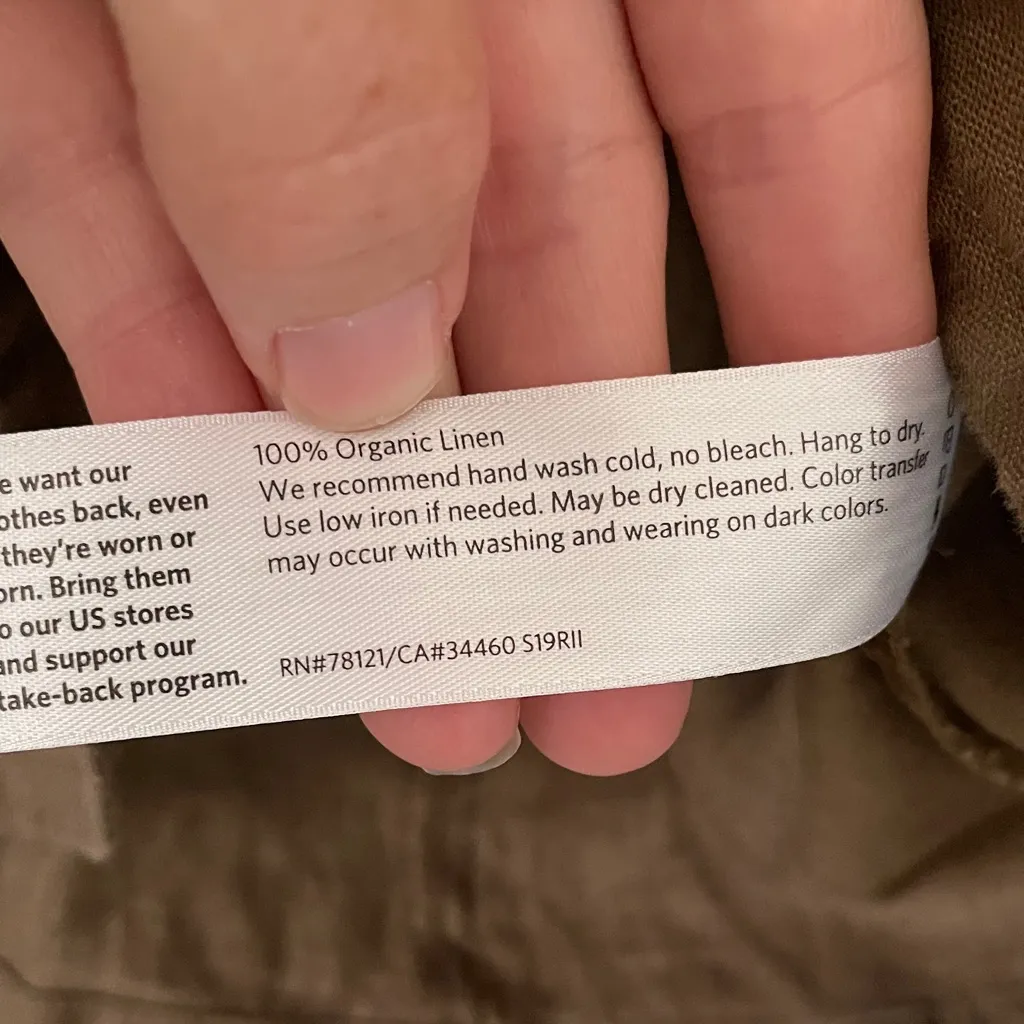 e want our
othes back, even
they're worn or
orn. Bring them
o our US stores
and support our
take-back program.
100% Organic Linen
We recommend hand wash cold, no bleach. Hang to dry.
Use low iron if needed. May be dry cleaned. Color transfer
may occur with washing and wearing on dark colors.
RN#78121/CA#34460 S19RII